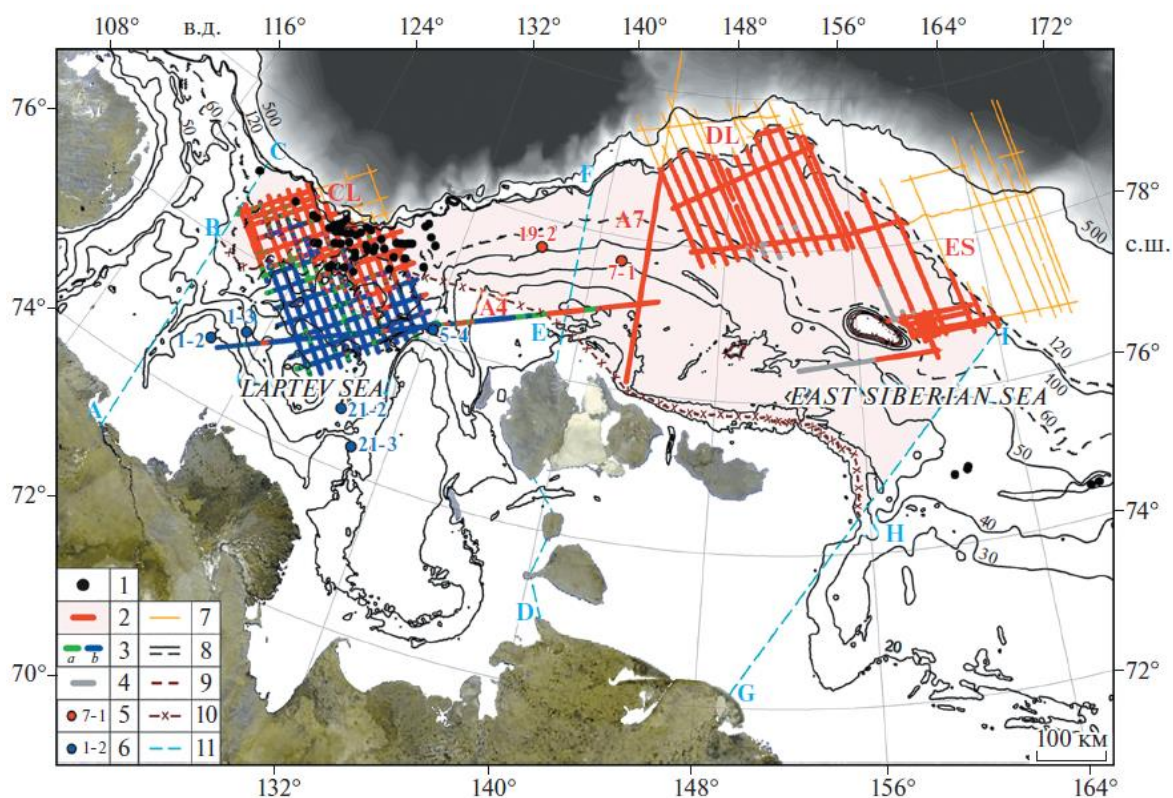 108° в.д. 116° 124° 132° 140° 148° 156° 164° 172°
76°
74°
72°
70°
78°
с.ш.
76°
74°
72°
132° 140° 148° 156° 164°
50
60
120
500
C
CL
B
F
DL
A7
19-2
7-1
ES
500
A4
E
1-3
1-2
5-4
I
120
100
60
50
LAPTEV SEA
EAST SIBERIAN SEA
A
21-2
21-3
H
40
30
D
G
20
1
2
3
a b
4
7-1 5
1-2 6
7
8
9
10
11
100 км